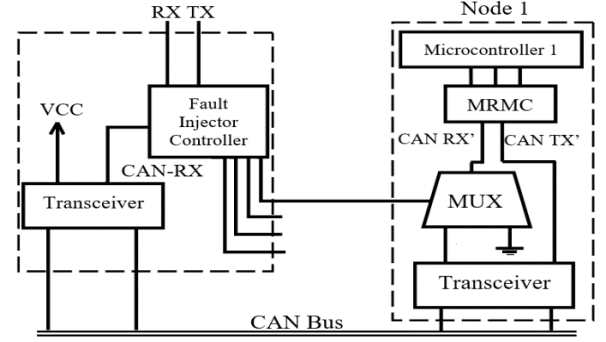 RX TX
Node 1
Microcontroller 1
Fault
Injector
Controller
MRMC
VCC
CAN RX’ CAN TX’
CAN-RX
Transceiver
MUX
Transceiver
CAN Bus